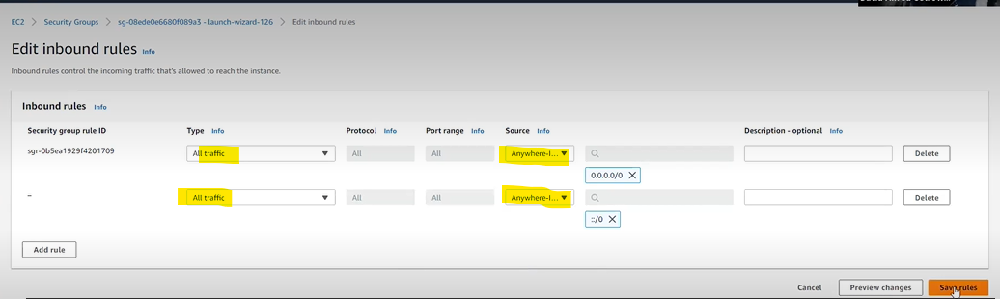 EC2 > Security Groups > sg-08ede0e6680f089a3 - launch-wizard-126 > Edit inbound rules
Edit inbound rules Info
Inbound rules control the incoming traffic that's allowed to reach the instance.
Inbound rules Info
Security group rule ID Type Info Protocol Info Port range Info Source Info Description - optional Info
sgr-0b5ea1929f4201709 All traffic All All Anywhere-I... Delete
0.0.0.0/0 X
– All traffic All All Anywhere-I... Delete
::/0 X
Add rule
Cancel Preview changes Save rules